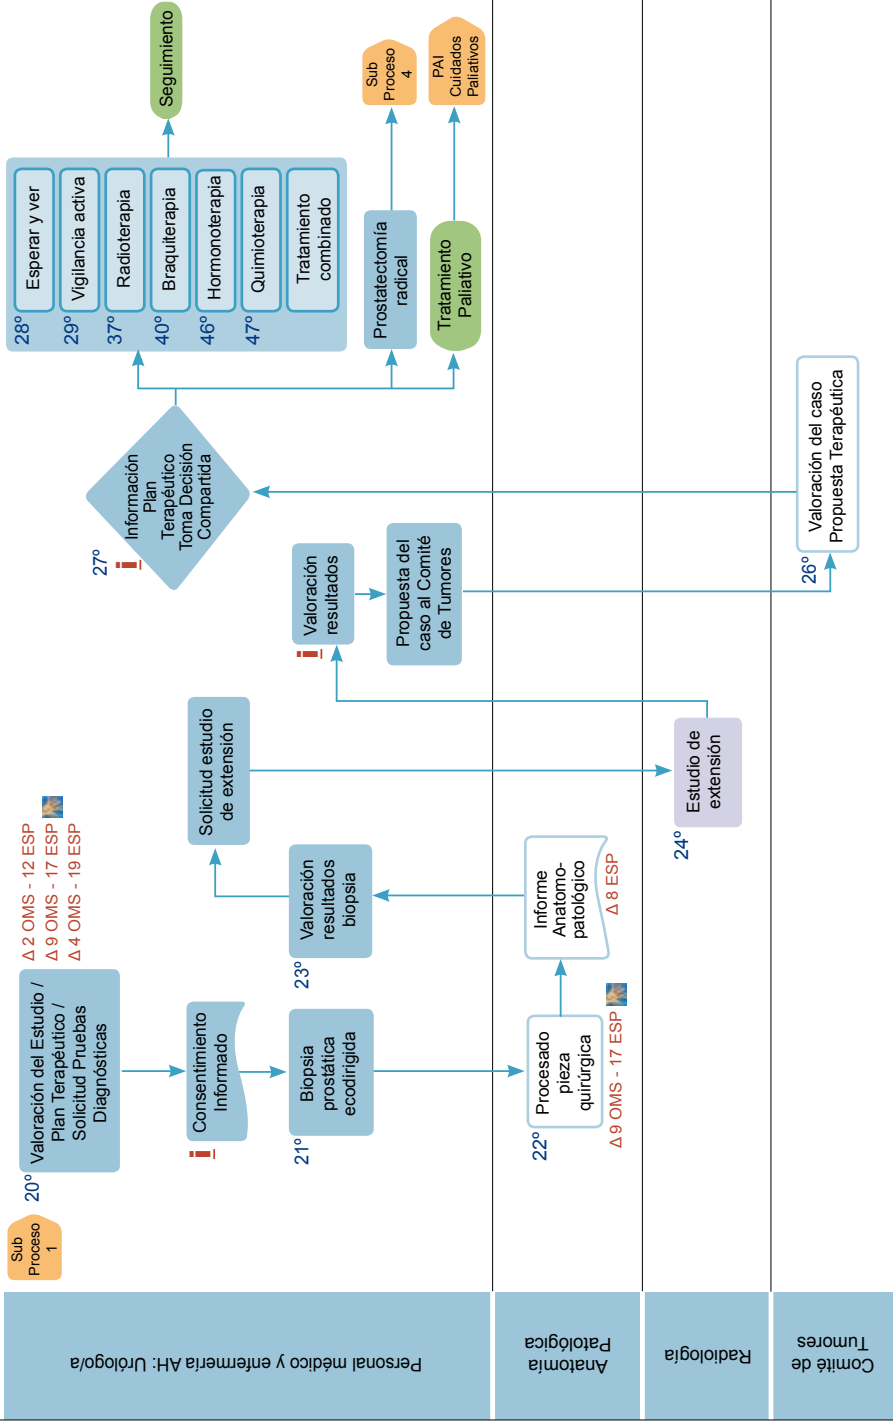 Sub
Proceso
1
20º
Valoración del Estudio /
Plan Terapéutico /
Solicitud Pruebas
Diagnósticas
Δ 2 OMS - 12 ESP
Δ 9 OMS - 17 ESP
Δ 4 OMS - 19 ESP
i
Consentimiento
Informado
21º
Biopsia
prostática
ecodirigida
22º
Procesado
pieza
quirúrgica
Δ 9 OMS - 17 ESP
Informe
Anatomo-
patológico
Δ 8 ESP
23º
Valoración
resultados
biopsia
Solicitud estudio
de extensión
24º
Estudio de
extensión
i
Valoración
resultados
Propuesta del
caso al Comité
de Tumores
26º
Valoración del caso
Propuesta Terapéutica
27º
i
Información
Plan
Terapéutico
Toma Decisión
Compartida
28º
Esperar y ver
29º
Vigilancia activa
37º
Radioterapia
40º
Braquiterapia
46º
Hormonoterapia
47º
Quimioterapia
Tratamiento
combinado
Seguimiento
Prostatectomía
radical
Sub
Proceso
4
Tratamiento
Paliativo
PAI
Cuidados
Paliativos
Personal médico y enfermería AH: Urólogo/a
Anatomía
Patológica
Radiología
Comité de
Tumores